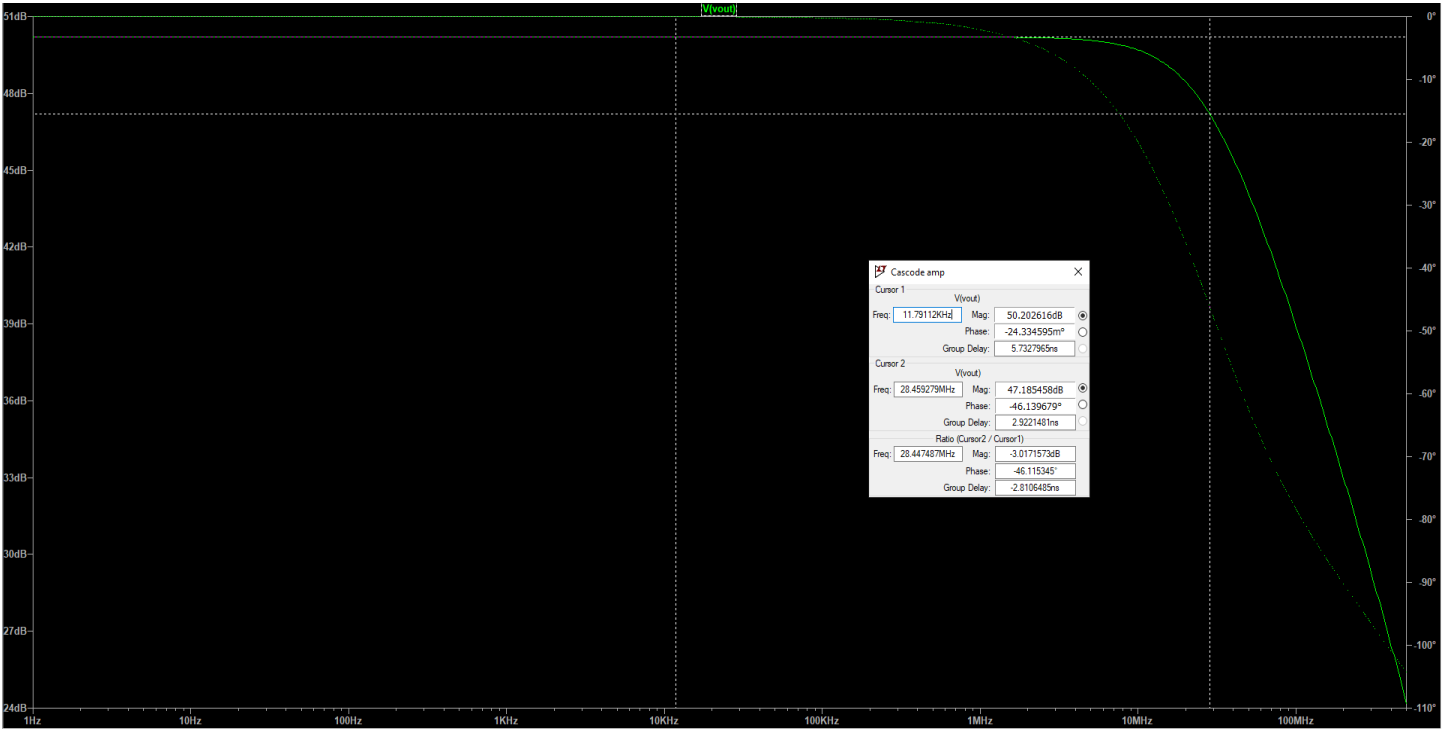 V(vout)
51dB
48dB
45dB
42dB
39dB
36dB
33dB
30dB
27dB
24dB
0°
-10°
-20°
-30°
-40°
-50°
-60°
-70°
-80°
-90°
-100°
-110°
1Hz 10Hz 100Hz 1KHz 10KHz 100KHz 1MHz 10MHz 100MHz
Cascode amp
Cursor 1
V(vout)
Freq: 11.79112KHz Mag: 50.202616dB
Phase: -24.334595m°
Group Delay: 5.7327965ns
Cursor 2
V(vout)
Freq: 28.459279MHz Mag: 47.185458dB
Phase: -46.139679°
Group Delay: 2.9221481ns
Ratio (Cursor2 / Cursor1)
Freq: 28.447487MHz Mag: -3.0171573dB
Phase: -46.115345°
Group Delay: -2.8106485ns